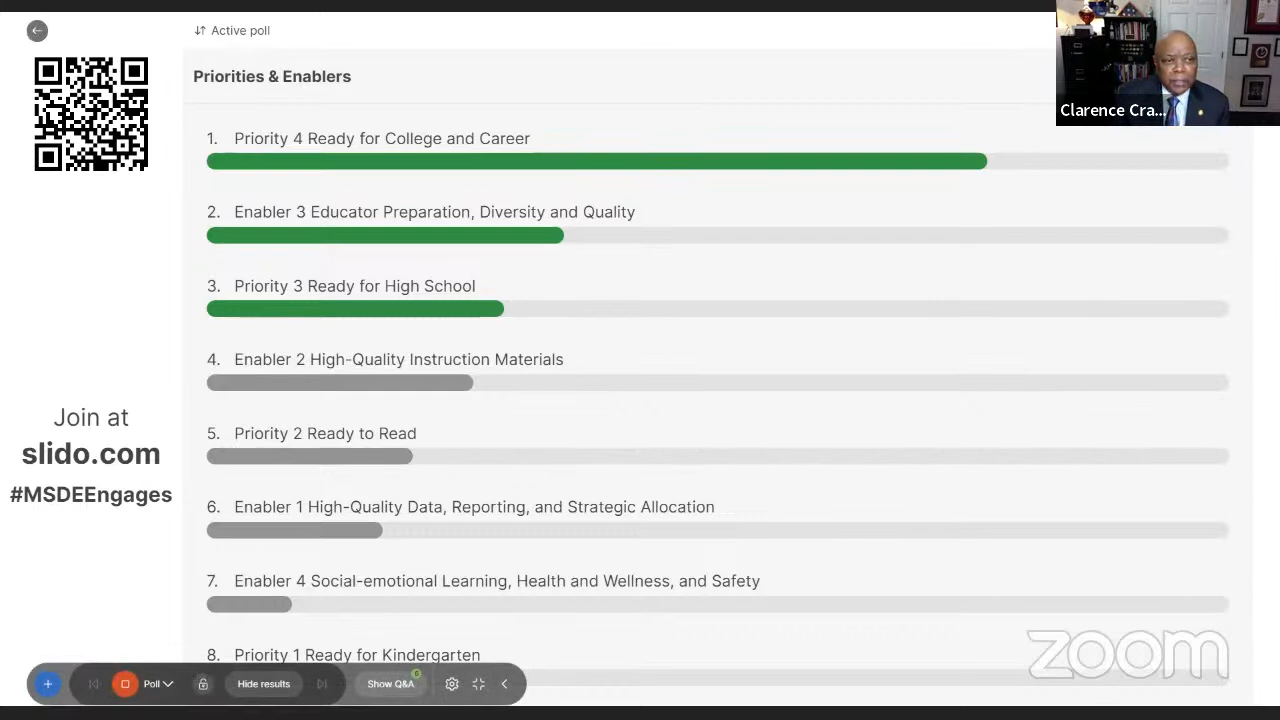 Active poll
Priorities & Enablers
Clarence Cra...
1. Priority 4 Ready for College and Career
2. Enabler 3 Educator Preparation, Diversity and Quality
3. Priority 3 Ready for High School
4. Enabler 2 High-Quality Instruction Materials
5. Priority 2 Ready to Read
6. Enabler 1 High-Quality Data, Reporting, and Strategic Allocation
7. Enabler 4 Social-emotional Learning, Health and Wellness, and Safety
8. Priority 1 Ready for Kindergarten
Join at
slido.com
#MSDEEngages
Poll
Hide results
Show Q&A
zoom